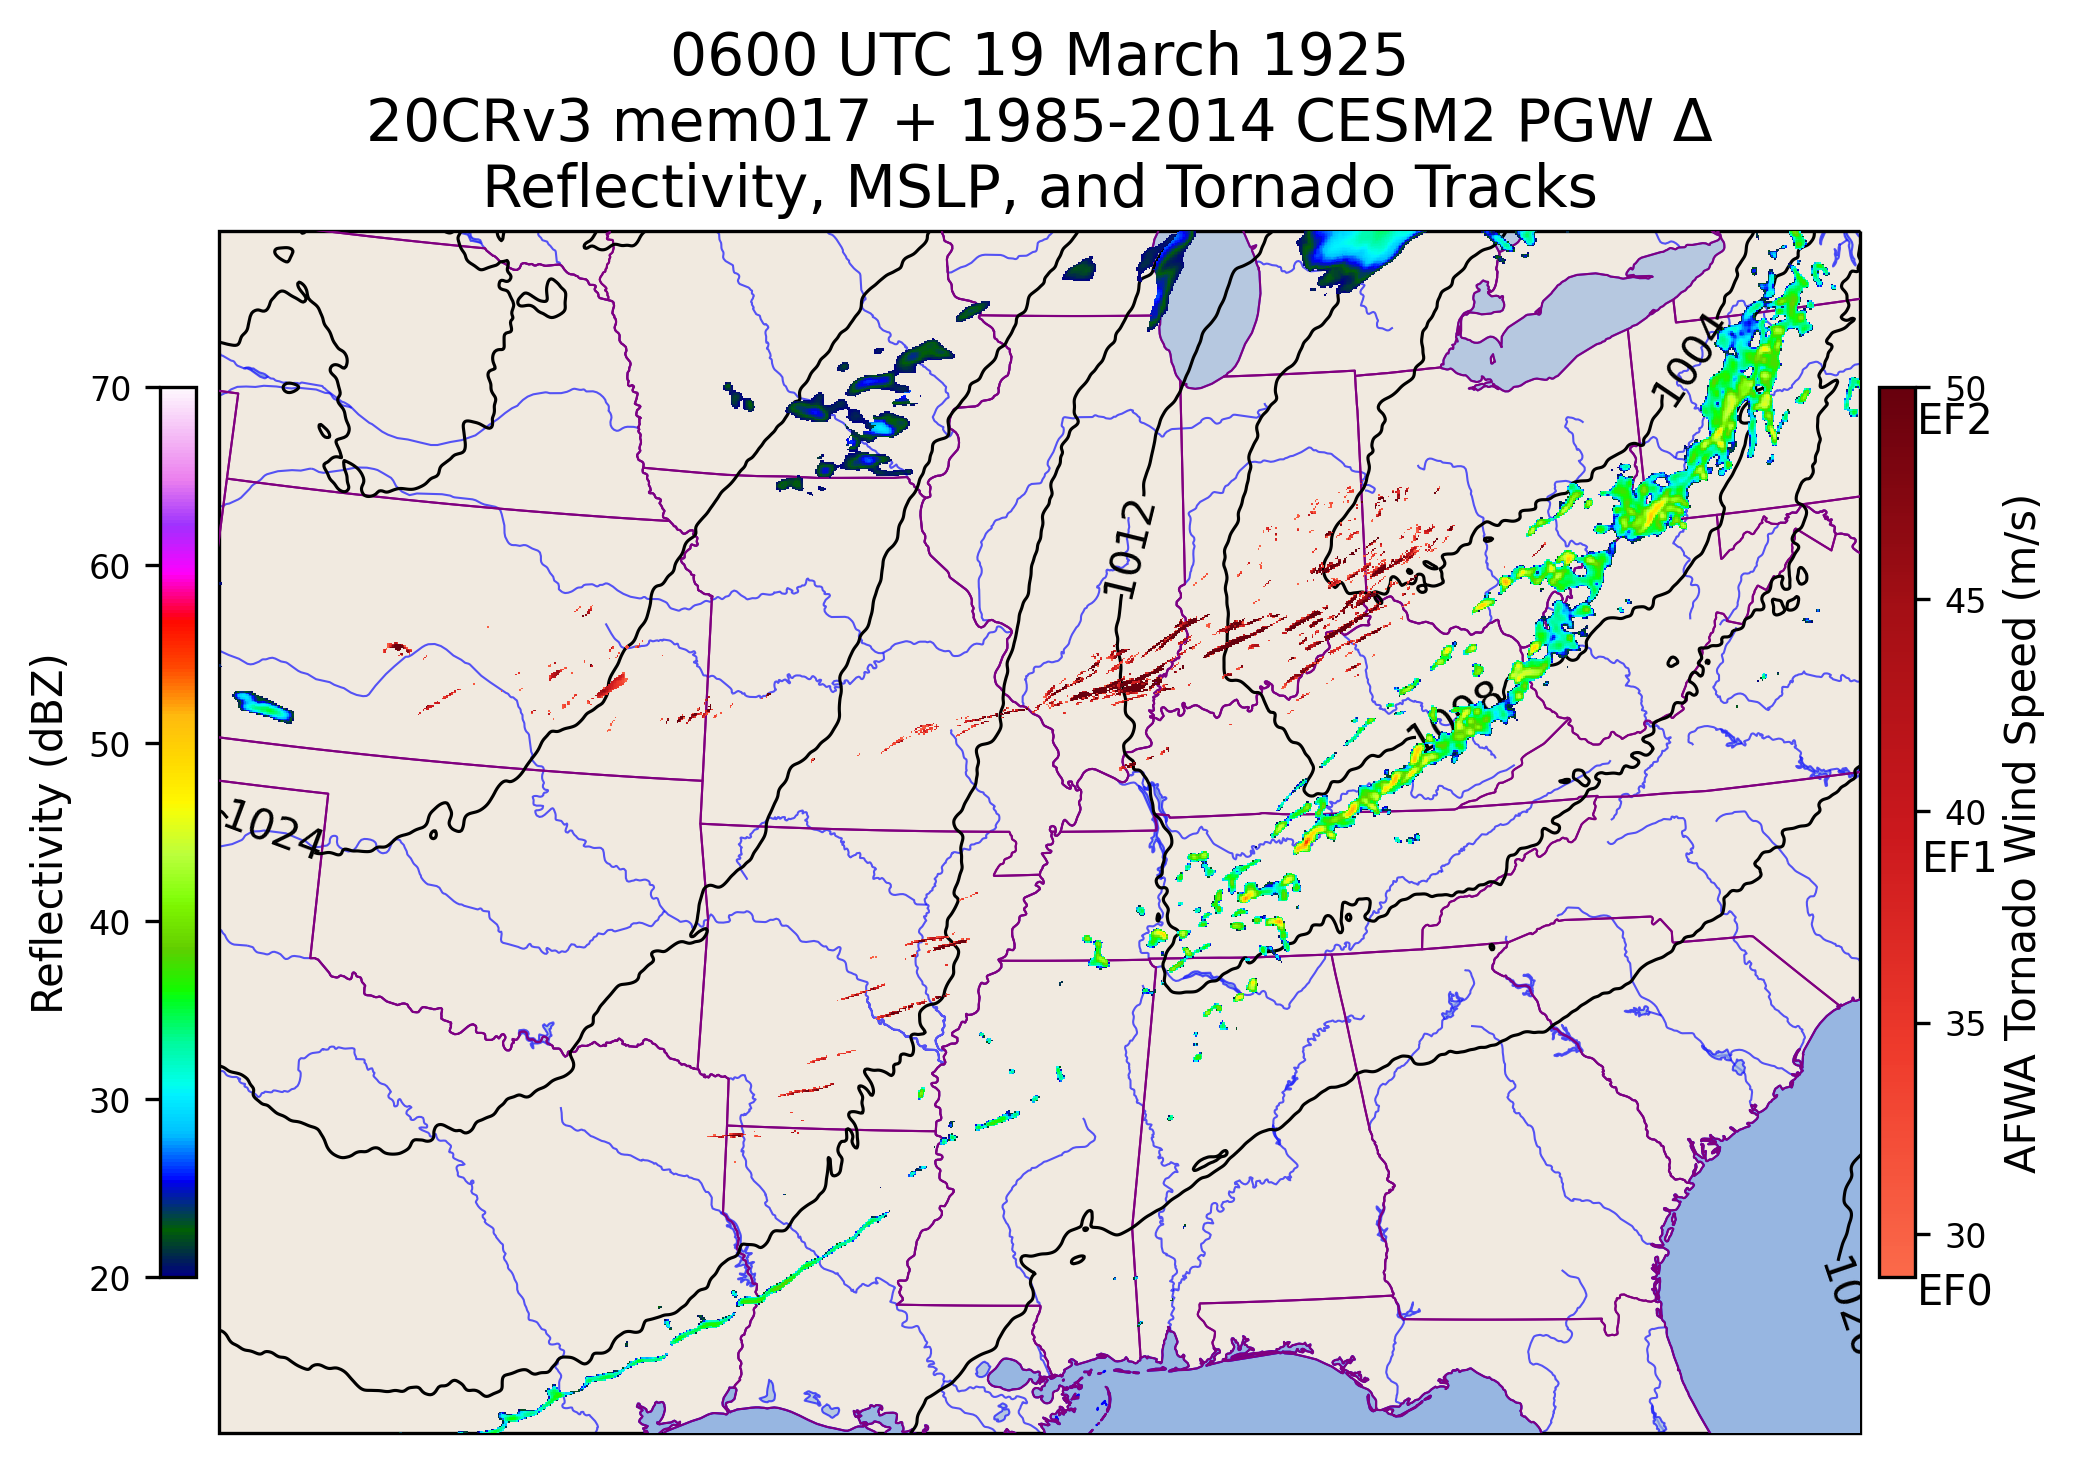 0600 UTC 19 March 1925
20CRv3 mem017 + 1985-2014 CESM2 PGW Δ
Reflectivity, MSLP, and Tornado Tracks
70
60
50
40
30
20
Reflectivity (dBZ)
1004
1012
1008
1024
50
EF2
45
40
EF1
35
30
EF0
AFWA Tornado Wind Speed (m/s)